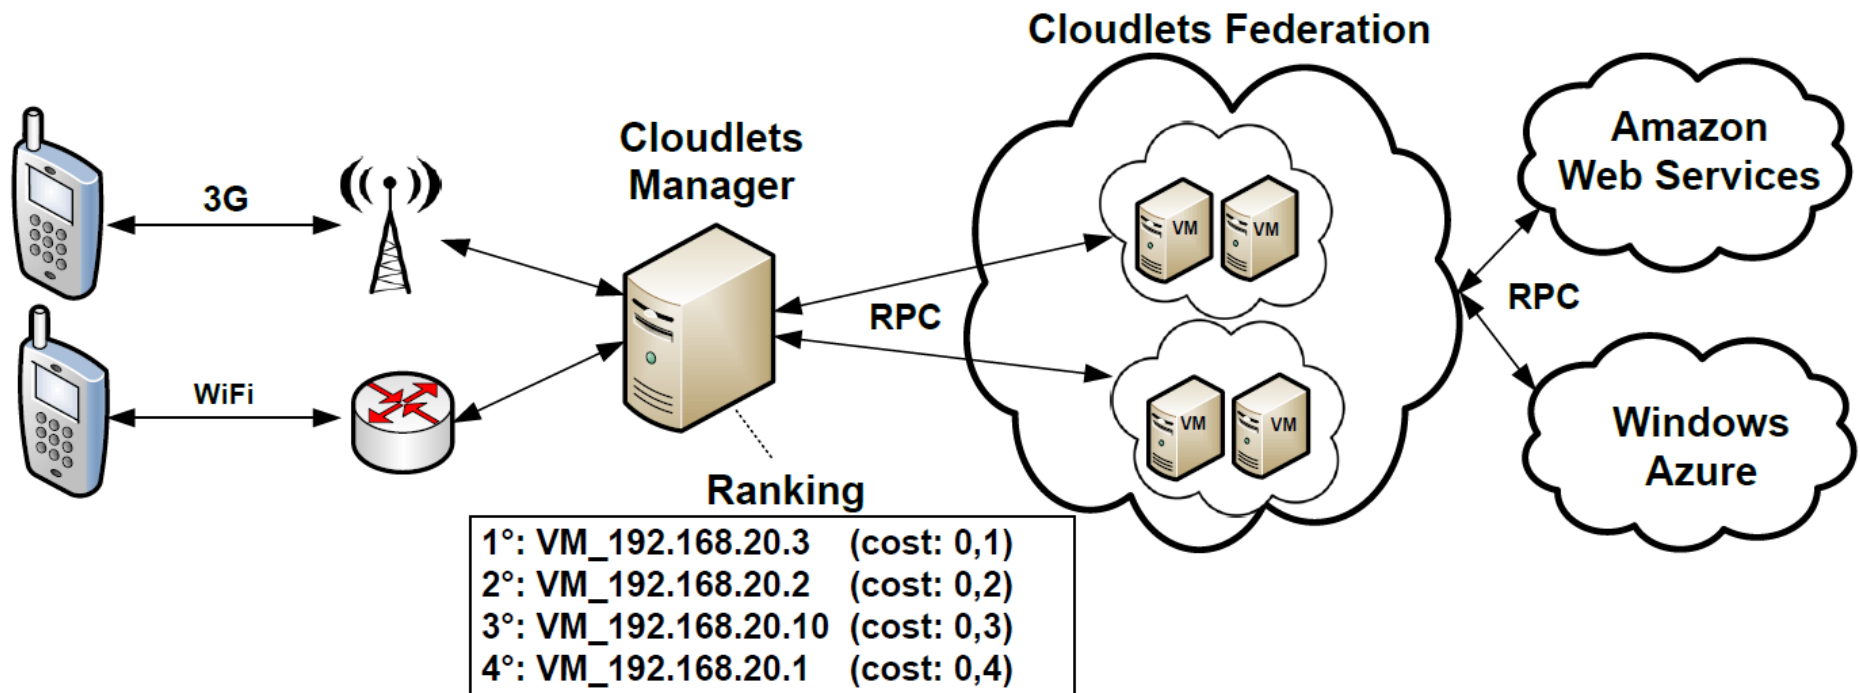 Cloudlets Federation
Cloudlets
Manager
Amazon
Web Services
3G
VM
VM
RPC
RPC
WiFi
VM
VM
Windows
Azure
Ranking
1°: VM_192.168.20.3 (cost: 0,1)
2°: VM_192.168.20.2 (cost: 0,2)
3°: VM_192.168.20.10 (cost: 0,3)
4°: VM_192.168.20.1 (cost: 0,4)